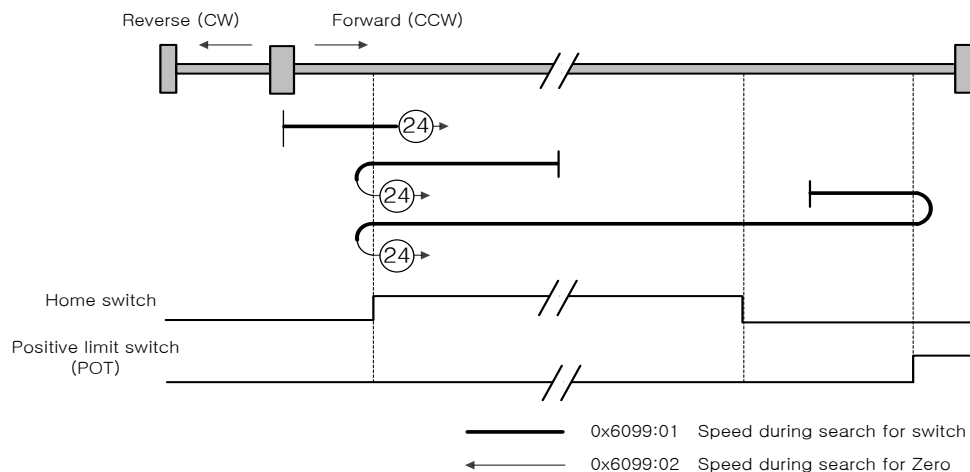 Reverse (CW) Forward (CCW)
24
24
24
Home switch
Positive limit switch
(POT)
0x6099:01 Speed during search for switch
0x6099:02 Speed during search for Zero